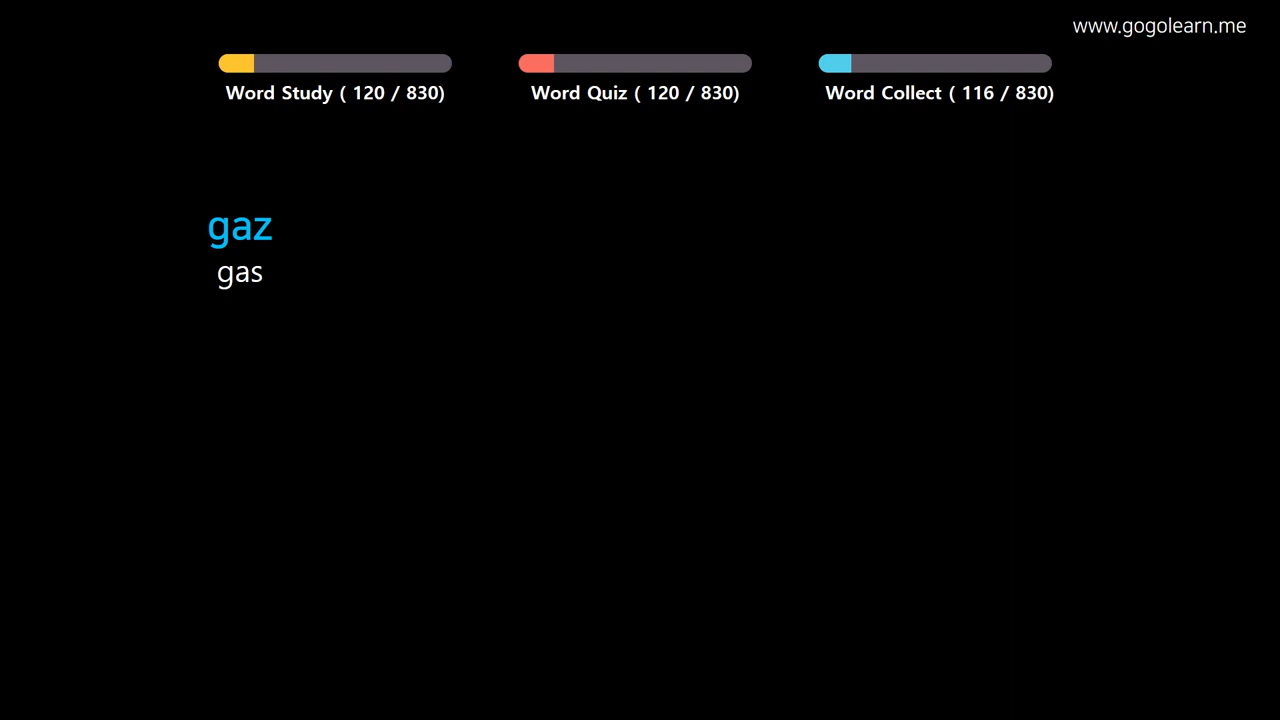 www.gogolearn.me
Word Study ( 120 / 830)
Word Quiz ( 120 / 830)
Word Collect ( 116 / 830)
gaz
gas